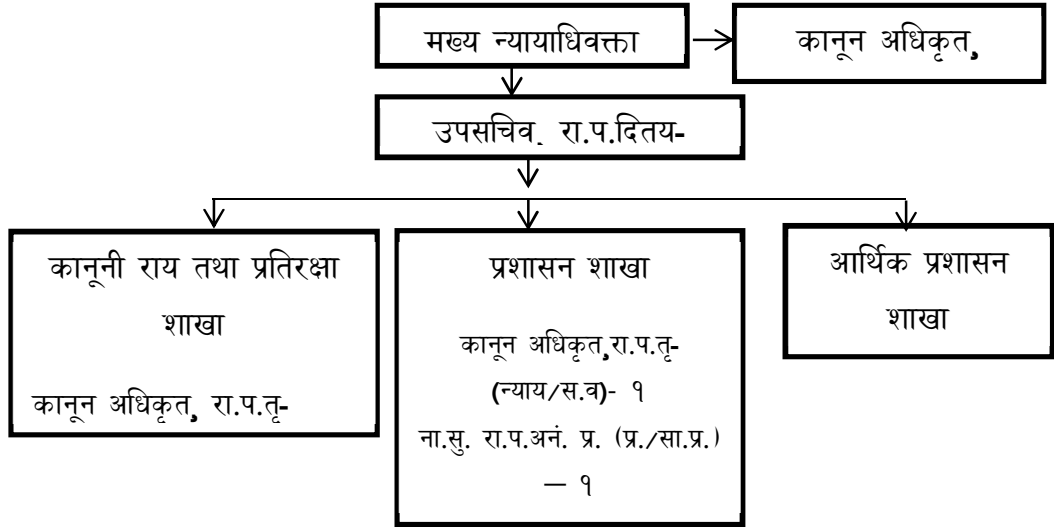 मख्य न्यायाधिवक्ता
कानून अधिकृत,
उपसचिव, रा.प.दितय-
कानूनी राय तथा प्रतिरक्षा
शाखा
कानून अधिकृत, रा.प.तृ-
प्रशासन शाखा
कानून अधिकृत,रा.प.तृ-
(न्याय/स.व)- १
ना.सु. रा.प.अनं. प्र. (प्र./सा.प्र.)
– १
आर्थिक प्रशासन
शाखा